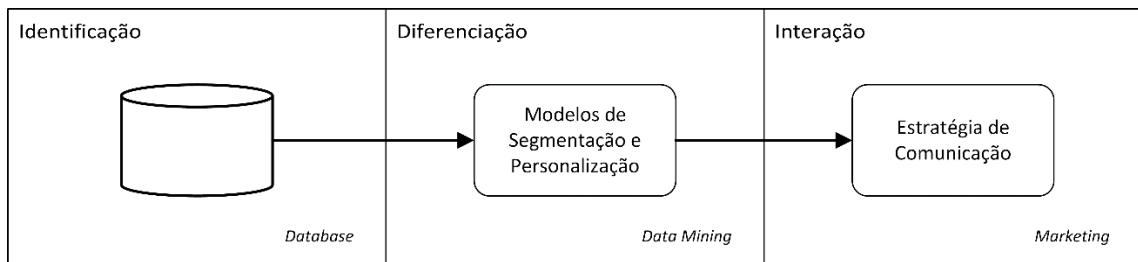 Identificação
Diferenciação
Interação
Modelos de
Segmentação e
Personalização
Estratégia de
Comunicação
Database
Data Mining
Marketing